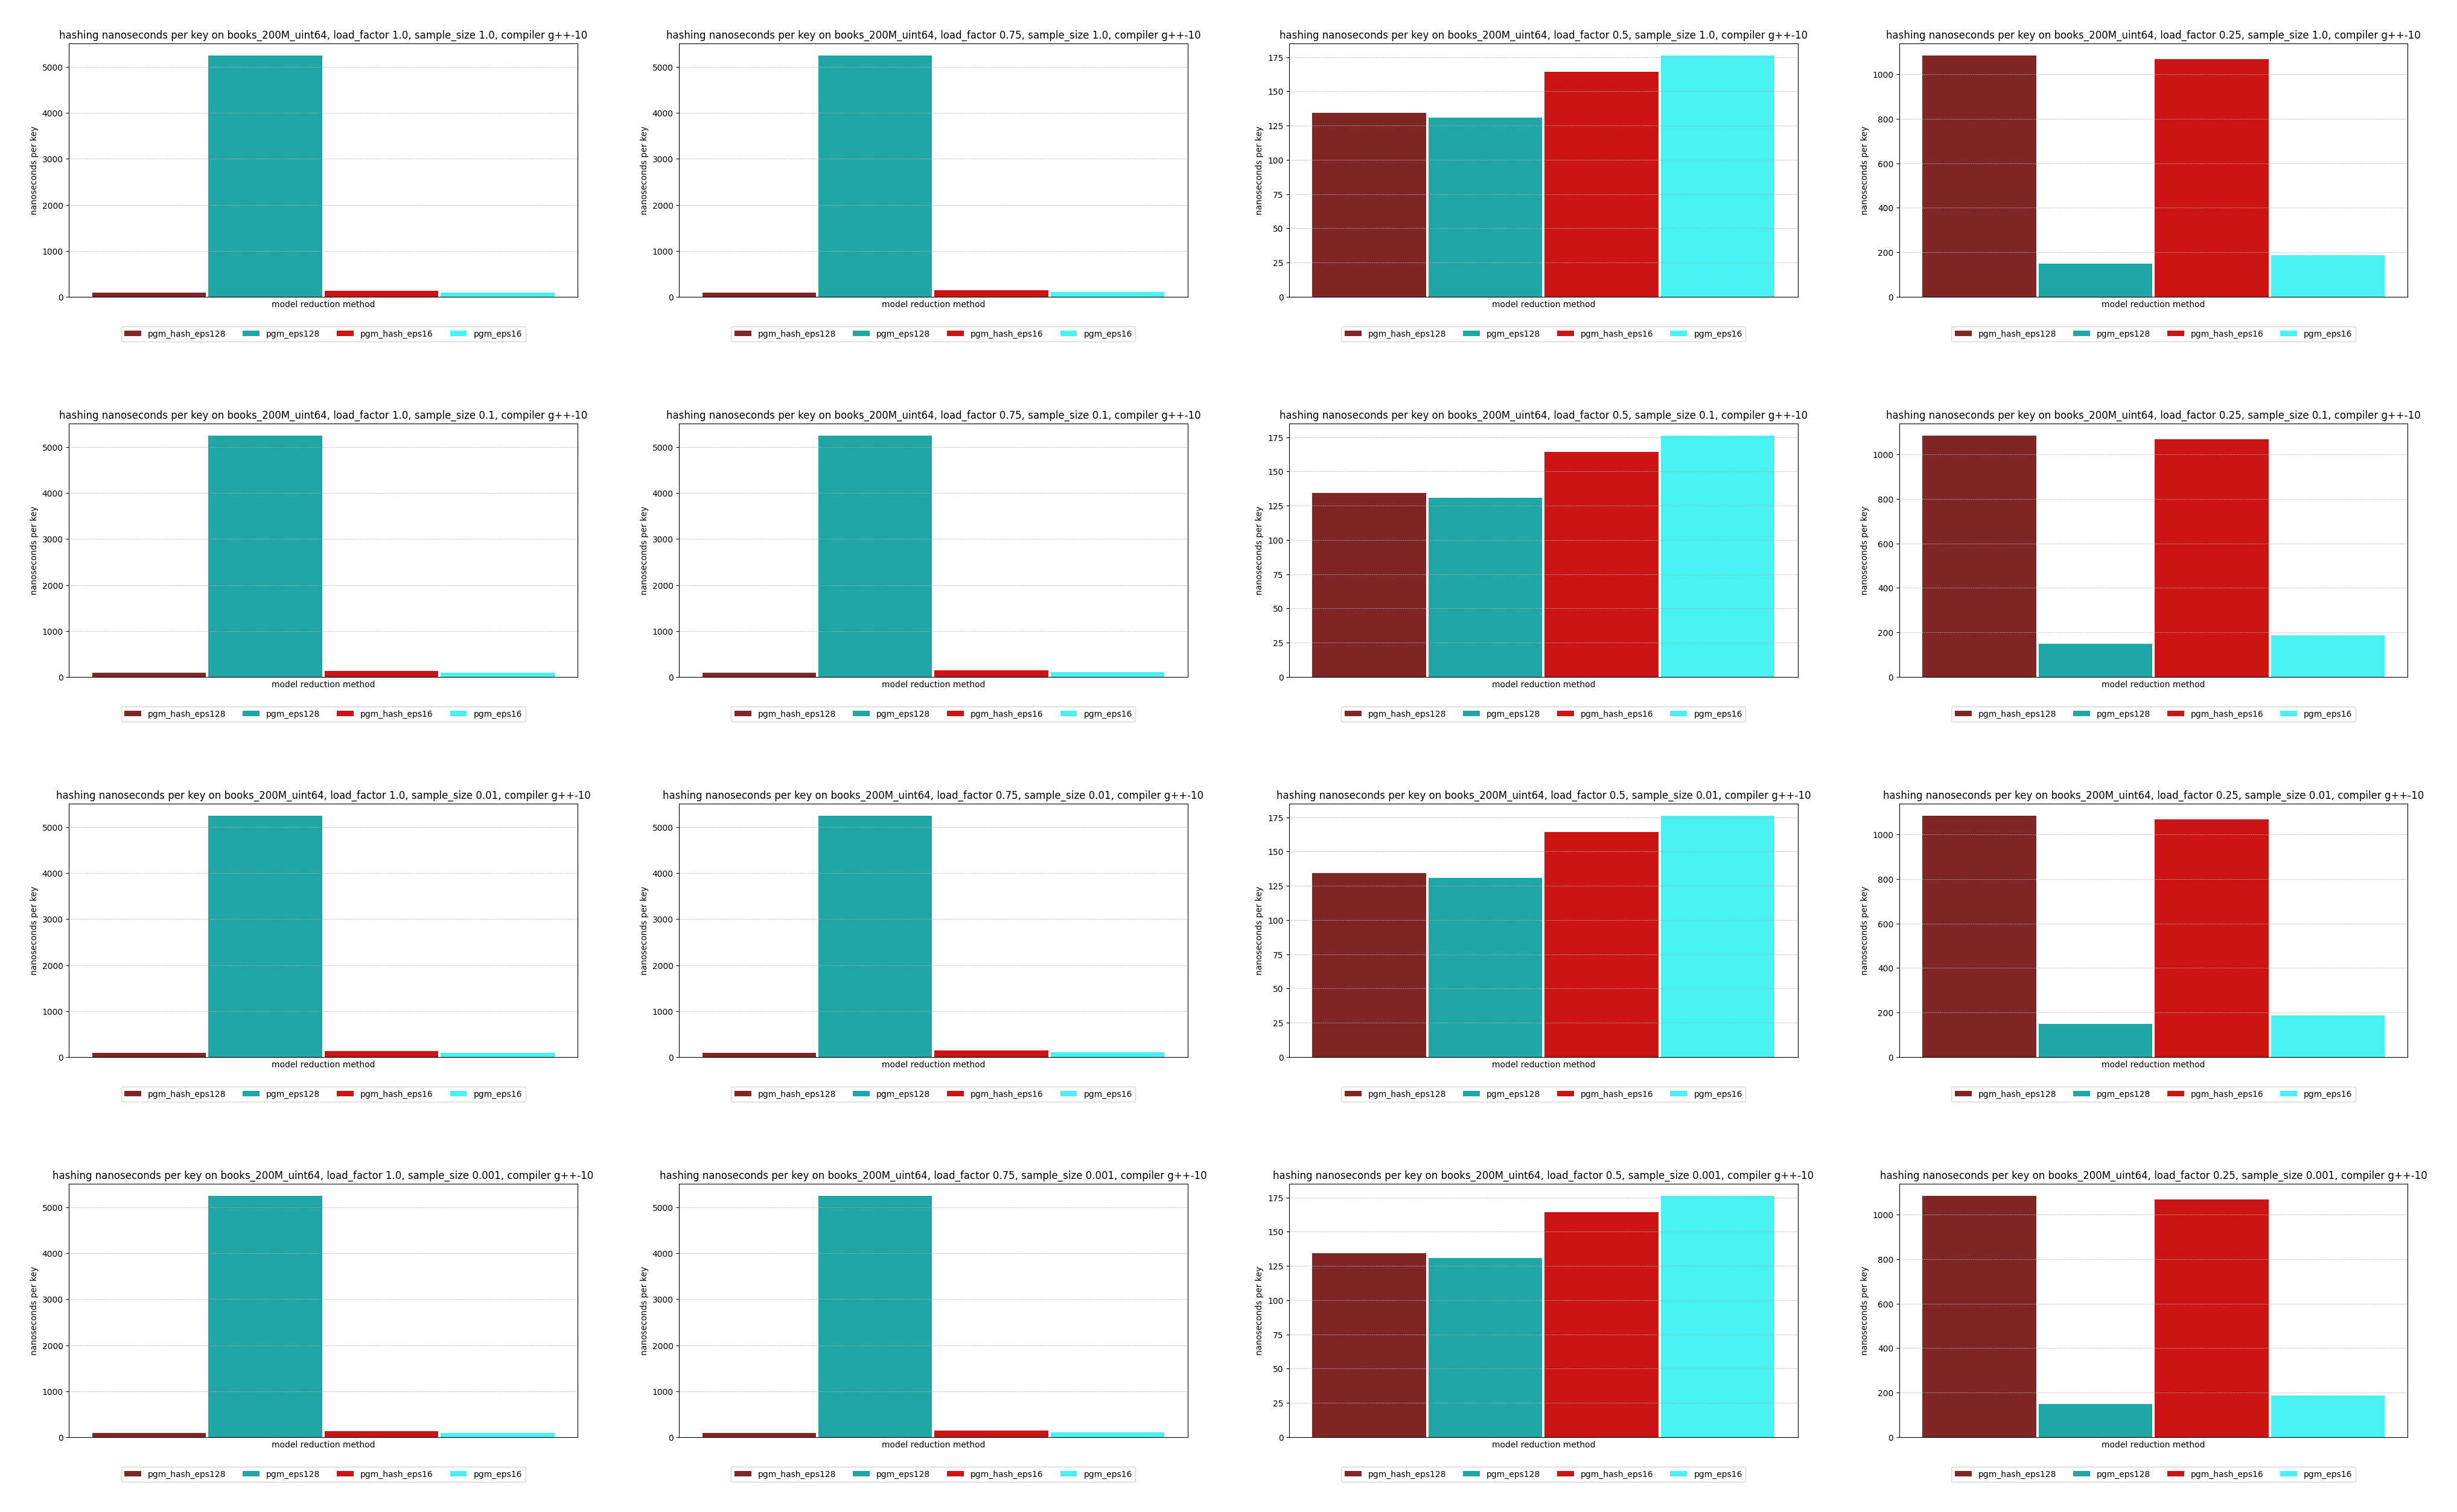 hashing nanoseconds per key on books_200M_uint64, load_factor 1.0, sample_size 1.0, compiler g++-10
nanoseconds per key
5000
4000
3000
2000
1000
0
model reduction method
pgm_hash_eps128 pgm_eps128 pgm_hash_eps16 pgm_eps16
hashing nanoseconds per key on books_200M_uint64, load_factor 0.75, sample_size 1.0, compiler g++-10
nanoseconds per key
5000
4000
3000
2000
1000
0
model reduction method
pgm_hash_eps128 pgm_eps128 pgm_hash_eps16 pgm_eps16
hashing nanoseconds per key on books_200M_uint64, load_factor 0.5, sample_size 1.0, compiler g++-10
nanoseconds per key
175
150
125
100
75
50
25
0
model reduction method
pgm_hash_eps128 pgm_eps128 pgm_hash_eps16 pgm_eps16
hashing nanoseconds per key on books_200M_uint64, load_factor 0.25, sample_size 1.0, compiler g++-10
nanoseconds per key
1000
800
600
400
200
0
model reduction method
pgm_hash_eps128 pgm_eps128 pgm_hash_eps16 pgm_eps16
hashing nanoseconds per key on books_200M_uint64, load_factor 1.0, sample_size 0.1, compiler g++-10
nanoseconds per key
5000
4000
3000
2000
1000
0
model reduction method
pgm_hash_eps128 pgm_eps128 pgm_hash_eps16 pgm_eps16
hashing nanoseconds per key on books_200M_uint64, load_factor 0.75, sample_size 0.1, compiler g++-10
nanoseconds per key
5000
4000
3000
2000
1000
0
model reduction method
pgm_hash_eps128 pgm_eps128 pgm_hash_eps16 pgm_eps16
hashing nanoseconds per key on books_200M_uint64, load_factor 0.5, sample_size 0.1, compiler g++-10
nanoseconds per key
175
150
125
100
75
50
25
0
model reduction method
pgm_hash_eps128 pgm_eps128 pgm_hash_eps16 pgm_eps16
hashing nanoseconds per key on books_200M_uint64, load_factor 0.25, sample_size 0.1, compiler g++-10
nanoseconds per key
1000
800
600
400
200
0
model reduction method
pgm_hash_eps128 pgm_eps128 pgm_hash_eps16 pgm_eps16
hashing nanoseconds per key on books_200M_uint64, load_factor 1.0, sample_size 0.01, compiler g++-10
nanoseconds per key
5000
4000
3000
2000
1000
0
model reduction method
pgm_hash_eps128 pgm_eps128 pgm_hash_eps16 pgm_eps16
hashing nanoseconds per key on books_200M_uint64, load_factor 0.75, sample_size 0.01, compiler g++-10
nanoseconds per key
5000
4000
3000
2000
1000
0
model reduction method
pgm_hash_eps128 pgm_eps128 pgm_hash_eps16 pgm_eps16
hashing nanoseconds per key on books_200M_uint64, load_factor 0.5, sample_size 0.01, compiler g++-10
nanoseconds per key
175
150
125
100
75
50
25
0
model reduction method
pgm_hash_eps128 pgm_eps128 pgm_hash_eps16 pgm_eps16
hashing nanoseconds per key on books_200M_uint64, load_factor 0.25, sample_size 0.01, compiler g++-10
nanoseconds per key
1000
800
600
400
200
0
model reduction method
pgm_hash_eps128 pgm_eps128 pgm_hash_eps16 pgm_eps16
hashing nanoseconds per key on books_200M_uint64, load_factor 1.0, sample_size 0.001, compiler g++-10
nanoseconds per key
5000
4000
3000
2000
1000
0
model reduction method
pgm_hash_eps128 pgm_eps128 pgm_hash_eps16 pgm_eps16
hashing nanoseconds per key on books_200M_uint64, load_factor 0.75, sample_size 0.001, compiler g++-10
nanoseconds per key
5000
4000
3000
2000
1000
0
model reduction method
pgm_hash_eps128 pgm_eps128 pgm_hash_eps16 pgm_eps16
hashing nanoseconds per key on books_200M_uint64, load_factor 0.5, sample_size 0.001, compiler g++-10
nanoseconds per key
175
150
125
100
75
50
25
0
model reduction method
pgm_hash_eps128 pgm_eps128 pgm_hash_eps16 pgm_eps16
hashing nanoseconds per key on books_200M_uint64, load_factor 0.25, sample_size 0.001, compiler g++-10
nanoseconds per key
1000
800
600
400
200
0
model reduction method
pgm_hash_eps128 pgm_eps128 pgm_hash_eps16 pgm_eps16